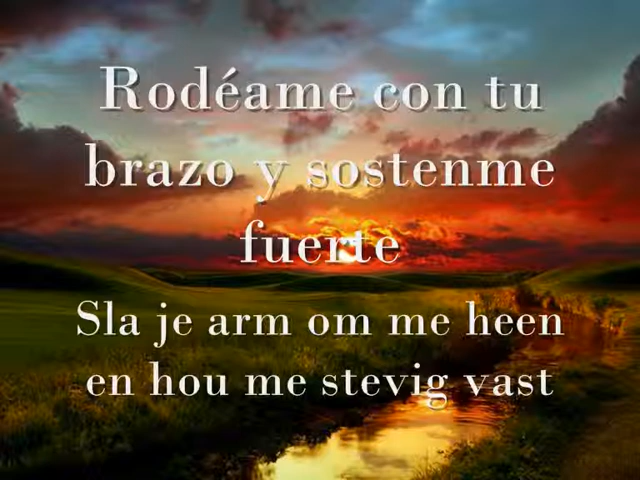 Rodéame con tu
brazo y sostenme
fuerte
Sla je arm om me heen
en hou me stevig vast